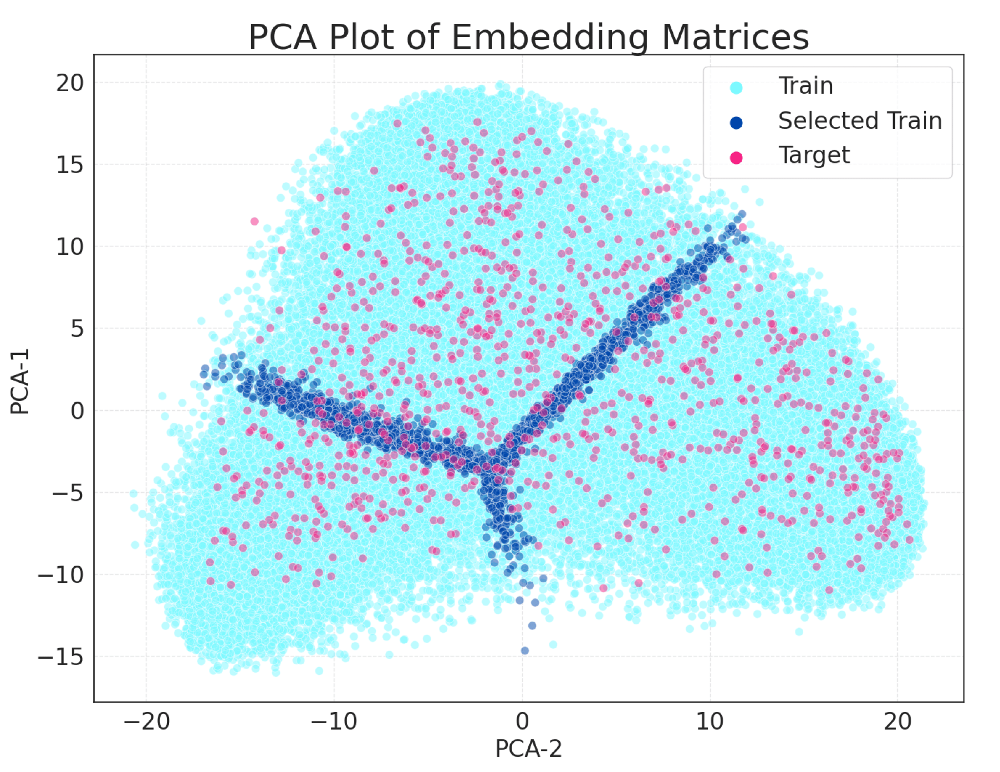 PCA Plot of Embedding Matrices
Train
Selected Train
Target
20
15
10
5
0
−5
−10
−15
PCA-1
−20
−10
0
10
20
PCA-2